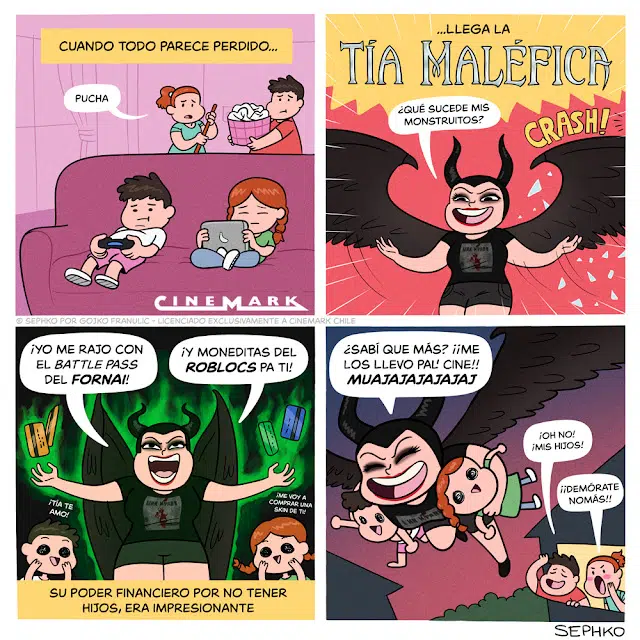 CUANDO TODO PARECE PERDIDO...
PUCHA
CINEMARK
© SEPHKO POR GOJKO FRANULIC - LICENCIADO EXCLUSIVAMENTE A CINEMARK CHILE
...LLEGA LA
TÍA MALÉFICA
¿QUÉ SUCEDE MIS
MONSTRUITOS?
CRASH!
¡YO ME RAJO CON
EL BATTLE PASS
DEL FORNAI!
¡Y MONEDITAS DEL
ROBLOCS PA TI!
¡TÍA TE
AMO!
¡ME VOY A
COMPRAR UNA
SKIN DE TI!
SU PODER FINANCIERO POR NO TENER
HIJOS, ERA IMPRESIONANTE
¿SABÍ QUE MÁS? ¡¡ME
LOS LLEVO PAL' CINE!!
MUAJAJAJAJAJAJ
¡OH NO!
¡MIS HIJOS!
¡¡DEMÓRATE
NOMÁS!!
SEPHKO